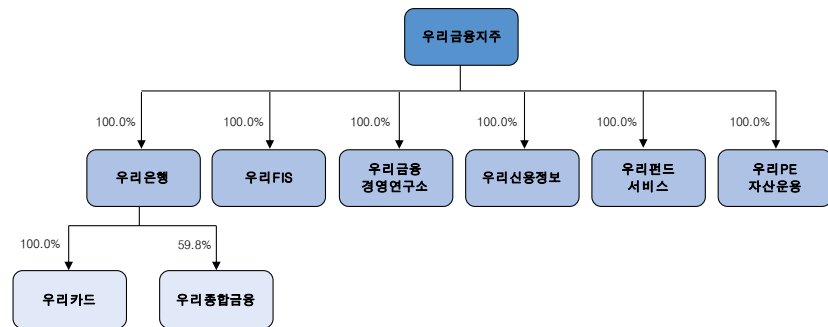 우리금융지주
100.0%
100.0%
100.0%
100.0%
100.0%
100.0%
우리은행
우리FIS
우리금융
경영연구소
우리신용정보
우리펀드
서비스
우리PE
자산운용
100.0%
59.8%
우리카드
우리종합금융